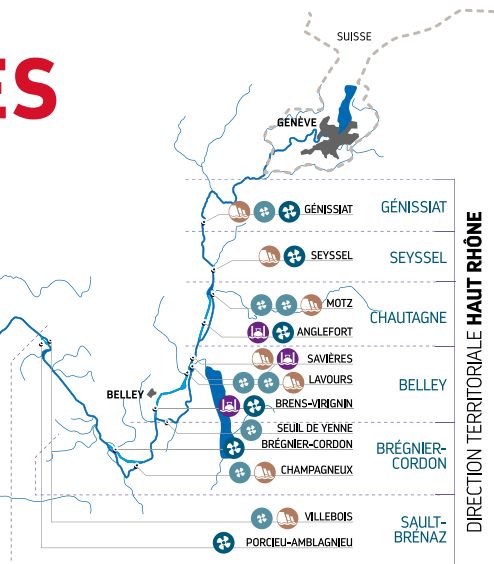 ES
SUISSE
GENÈVE
GÉNISSIAT
GÉNISSIAT
SEYSSEL
SEYSSEL
MOTZ
CHAUTAGNE
ANGLEFORT
SAVIÈRES
LAVOURS
BELLEY
BELLEY
BRENS-VIRIGNIN
SEUIL DE YENNE
BRÉGNIER-CORDON
BRÉGNIER-
CORDON
CHAMPAGNEUX
VILLEBOIS
SAULT-
BRÉNAZ
PORCIEU-AMBLAGNIEU
DIRECTION TERRITORIALE HAUT RHÔNE